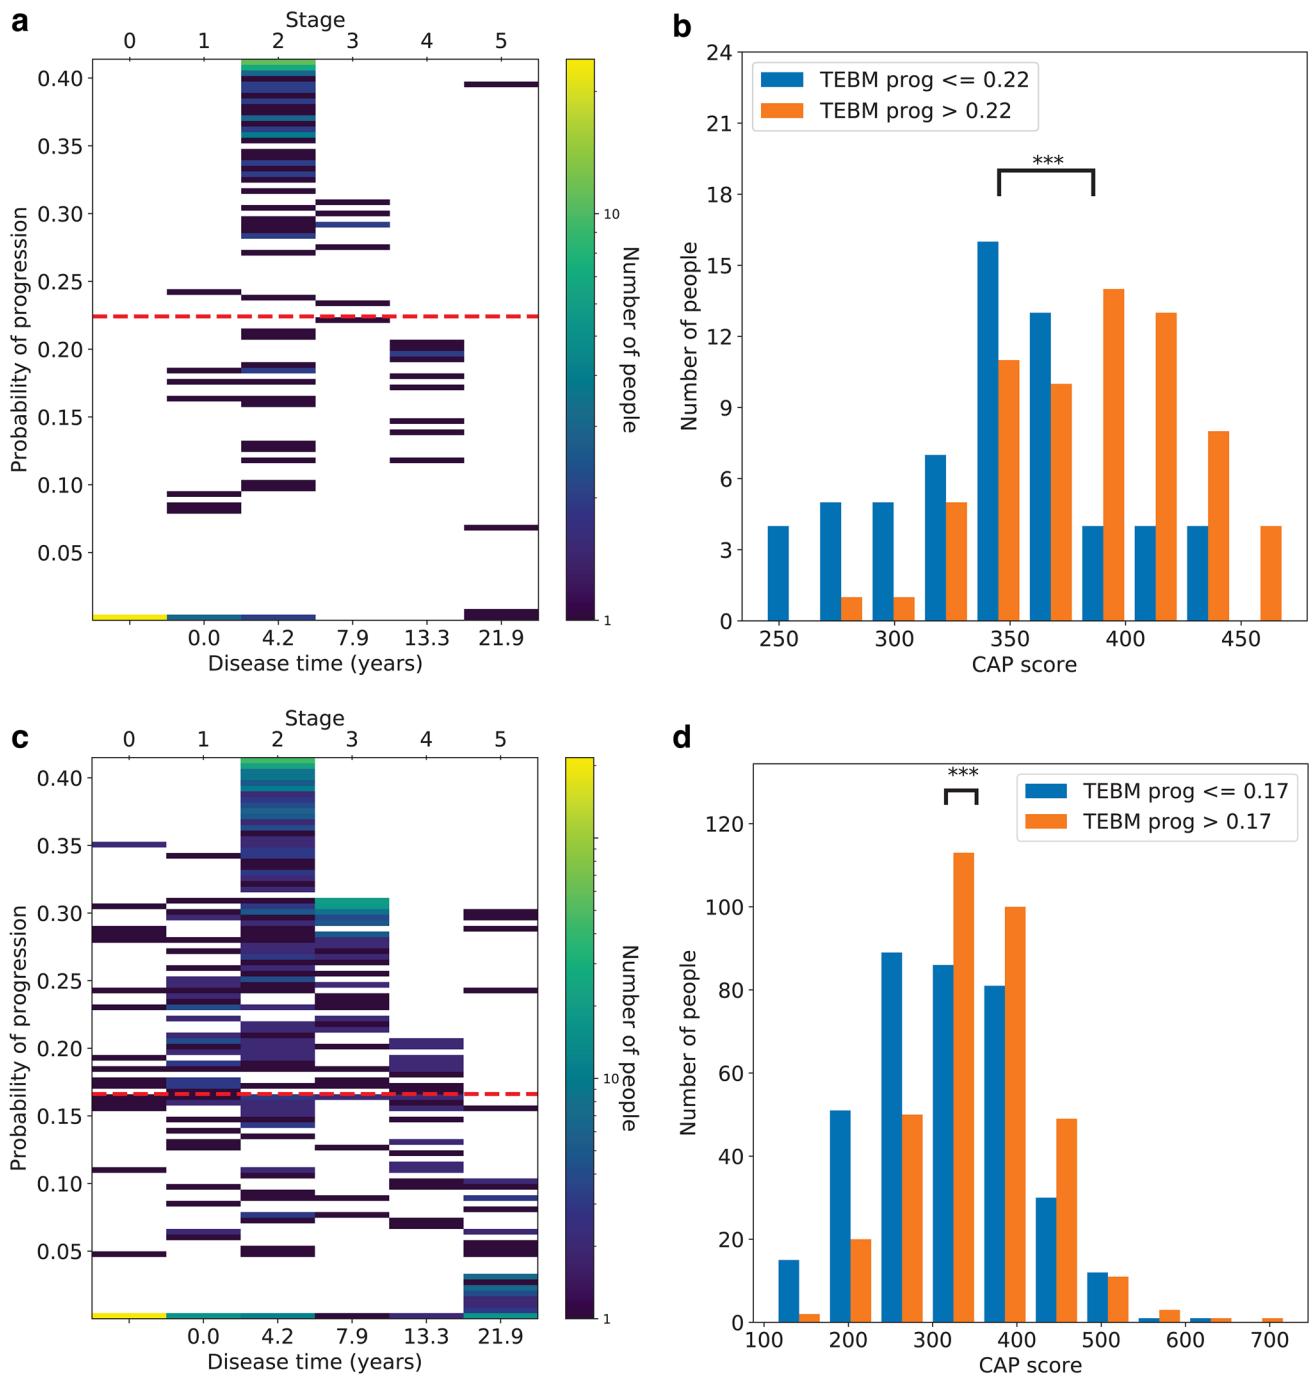 a
Stage
0 1 2 3 4 5
0.40
0.35
0.30
0.25
0.20
0.15
0.10
0.05
Probability of progression
0.0 4.2 7.9 13.3 21.9
Disease time (years)
10
1
Number of people
b
24
21
18
15
12
9
6
3
0
Number of people
TEBM prog <= 0.22
TEBM prog > 0.22
***
250 300 350 400 450
CAP score
c
Stage
0 1 2 3 4 5
0.40
0.35
0.30
0.25
0.20
0.15
0.10
0.05
Probability of progression
0.0 4.2 7.9 13.3 21.9
Disease time (years)
10
1
Number of people
d
120
100
80
60
40
20
0
Number of people
***
TEBM prog <= 0.17
TEBM prog > 0.17
100 200 300 400 500 600 700
CAP score